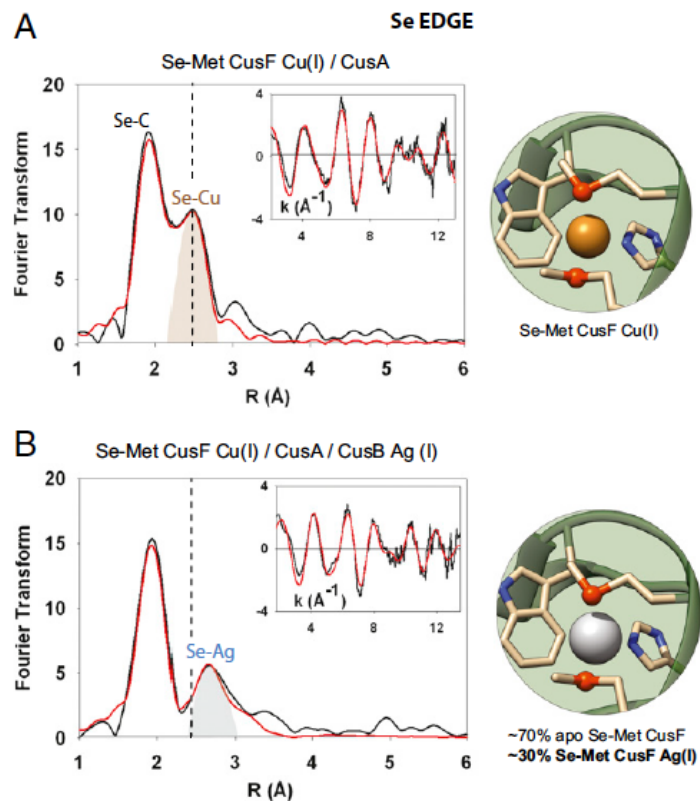 Se EDGE
A
Se-Met CusF Cu(I) / CusA
20
15
10
5
0
Fourier Transform
Se-C
Se-Cu
4
0
-4
k (Å⁻¹)
4
8
12
1
2
3
4
5
6
R (Å)
Se-Met CusF Cu(I)
B
Se-Met CusF Cu(I) / CusA / CusB Ag (I)
20
15
10
5
0
Fourier Transform
Se-Ag
4
0
-4
k (Å⁻¹)
4
8
12
1
2
3
4
5
6
R (Å)
~70% apo Se-Met CusF
~30% Se-Met CusF Ag(I)